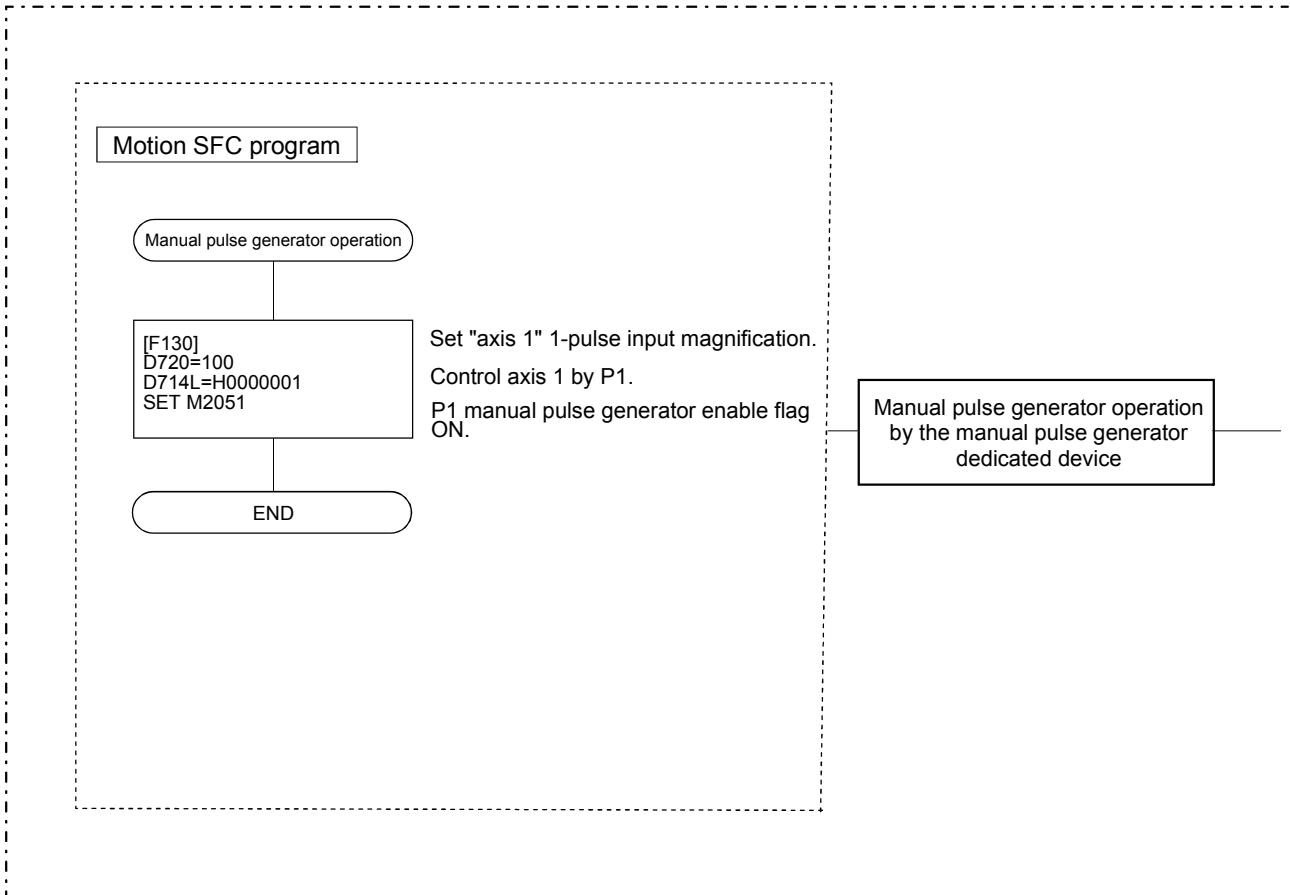 Motion SFC program
Manual pulse generator operation
[F130]
D720=100
D714L=H0000001
SET M2051
Set "axis 1" 1-pulse input magnification.
Control axis 1 by P1.
P1 manual pulse generator enable flag
ON.
END
Manual pulse generator operation
by the manual pulse generator
dedicated device